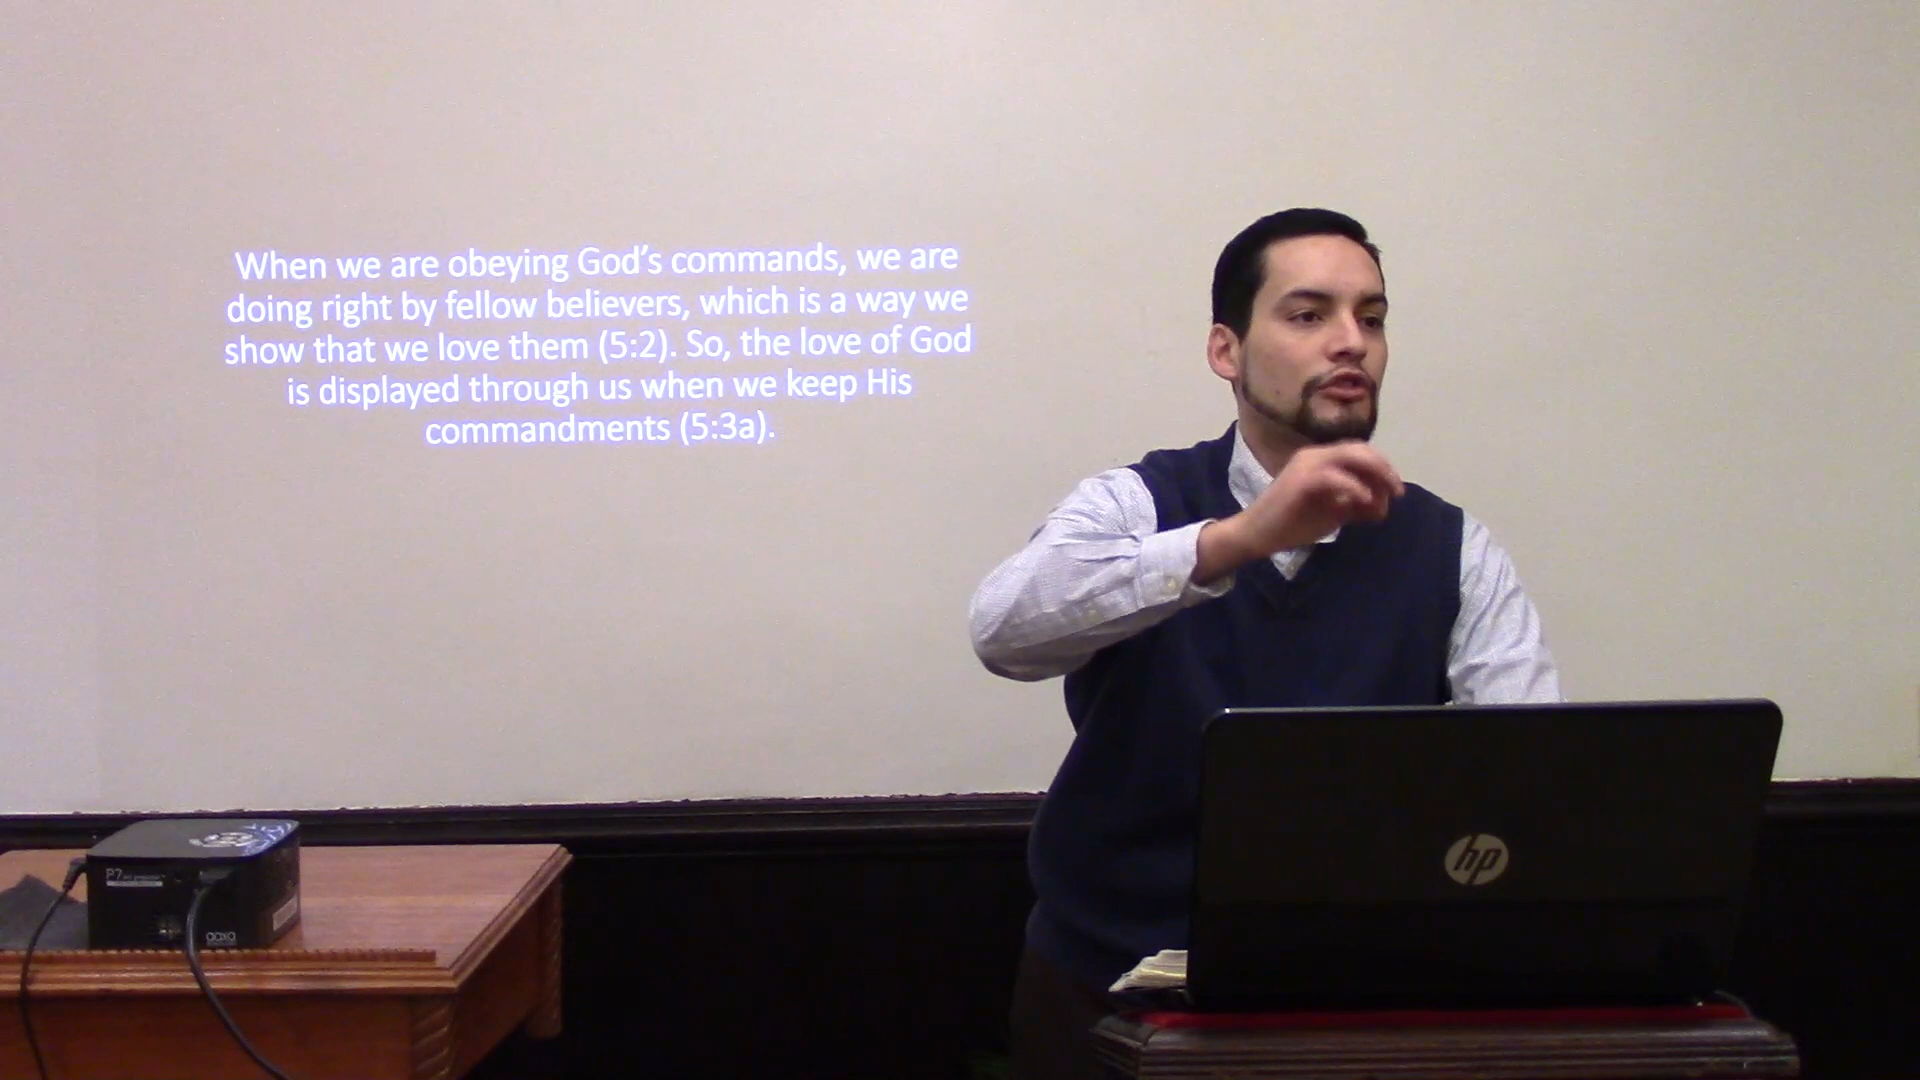 When we are obeying God's commands, we are
doing right by fellow believers, which is a way we
show that we love them (5:2). So, the love of God
is displayed through us when we keep His
commandments (5:3a).
P7
aaxa
hp